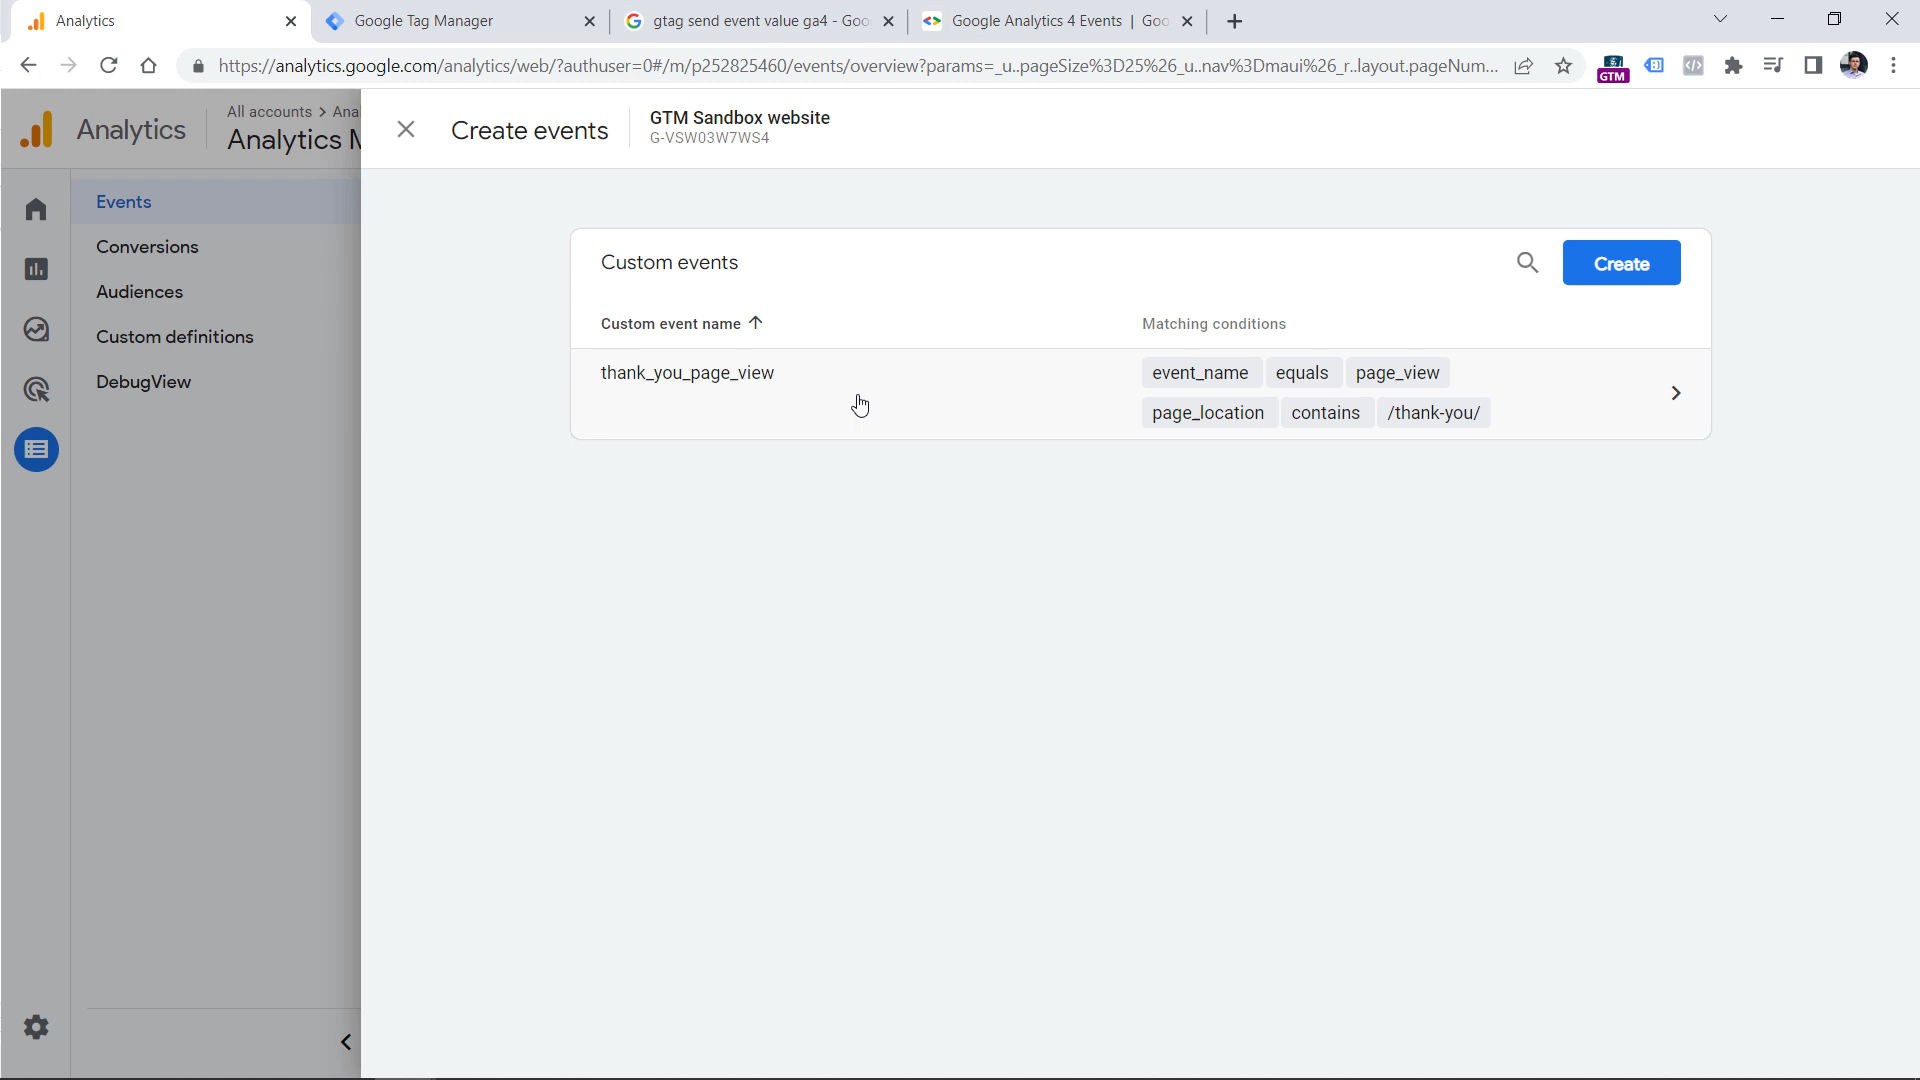 Analytics
Google Tag Manager
gtag send event value ga4 - Goo
Google Analytics 4 Events | Goo
https://analytics.google.com/analytics/web/?authuser=0#/m/p252825460/events/overview?params=_u..pageSize%3D25%26_u..nav%3Dmaui%26_r..layout.pageNum...
GTM
Analytics
All accounts > Ana
Analytics M
Create events
GTM Sandbox website
G-VSW03W7WS4
Events
Conversions
Audiences
Custom definitions
DebugView
Custom events
Create
Custom event name
Matching conditions
thank_you_page_view
event_name equals page_view
page_location contains /thank-you/